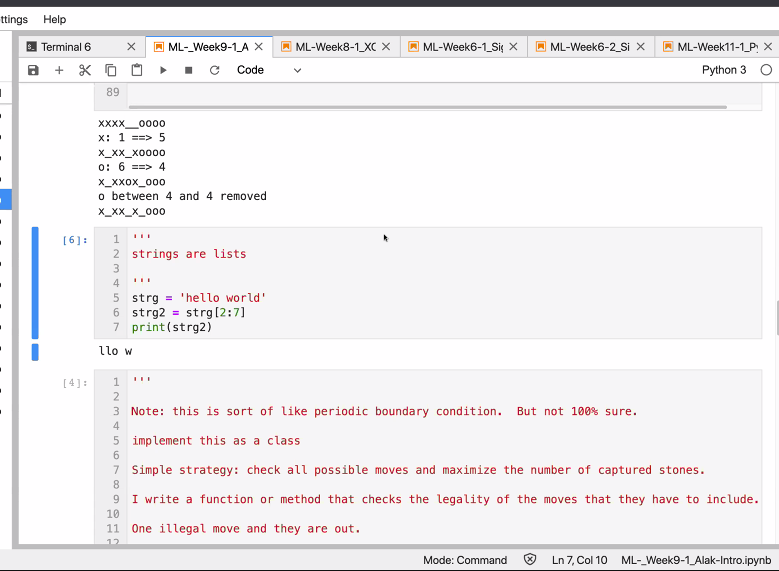 ttings Help
Terminal 6 ML-_Week9-1_A ML-Week8-1_XO ML-Week6-1_Sig ML-Week6-2_Si ML-Week11-1_Py
Code Python 3
89
xxxx__oooo
x: 1 ==> 5
x_xx_xoooo
o: 6 ==> 4
x_xxox_ooo
o between 4 and 4 removed
x_xx_x_ooo
[6]: 1 '''
2 strings are lists
3
4 '''
5 strg = 'hello world'
6 strg2 = strg[2:7]
7 print(strg2)
llo w
[4]: 1 '''
2
3 Note: this is sort of like periodic boundary condition.  But not 100% sure.
4
5 implement this as a class
6
7 Simple strategy: check all possible moves and maximize the number of captured stones.
8
9 I write a function or method that checks the legality of the moves that they have to include.
10
11 One illegal move and they are out.
12
Mode: Command Ln 7, Col 10 ML-_Week9-1_Alak-Intro.ipynb